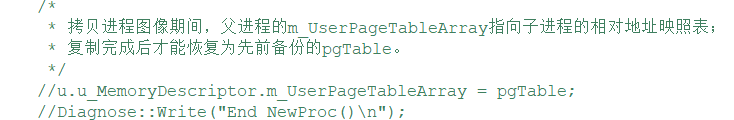 /*
* 拷贝进程图像期间，父进程的m_UserPageTableArray指向子进程的相对地址映照表；
* 复制完成后才能恢复为先前备份的pgTable。
*/
//u.u_MemoryDescriptor.m_UserPageTableArray = pgTable;
//Diagnose::Write("End NewProc()\n");